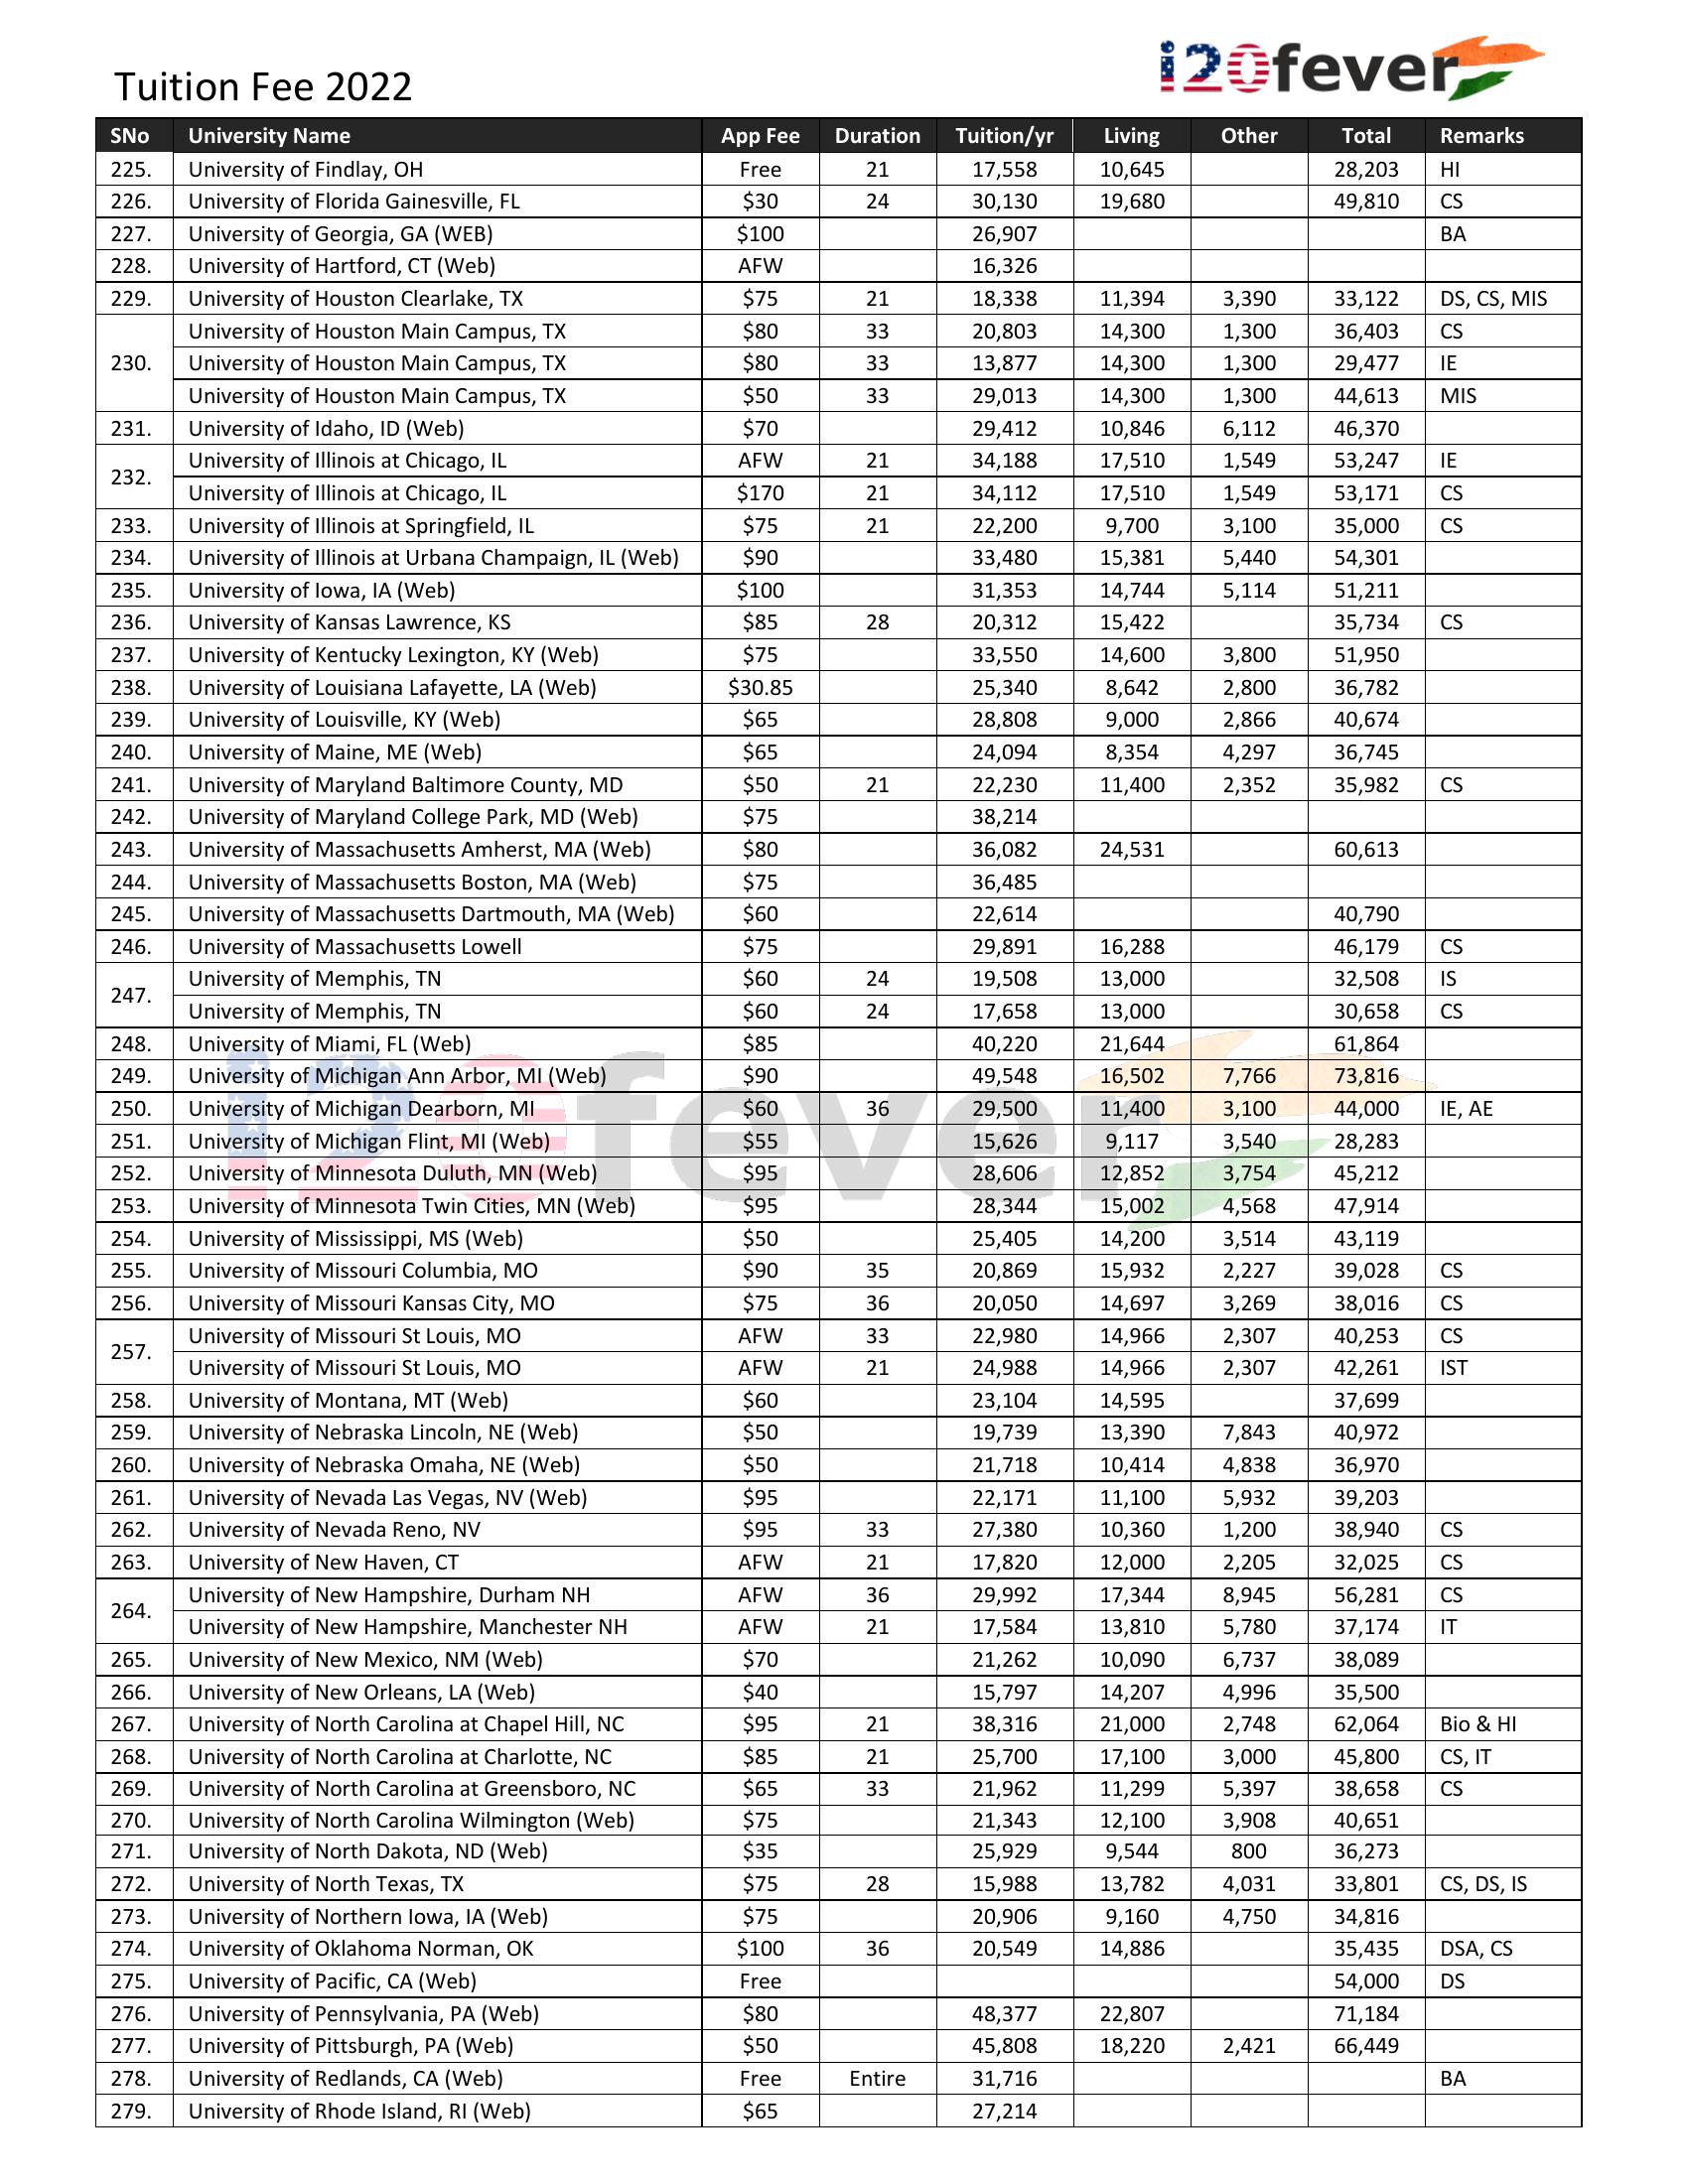 i20fever
Tuition Fee 2022
SNo University Name App Fee Duration Tuition/yr Living Other Total Remarks
225. University of Findlay, OH Free 21 17,558 10,645 28,203 HI
226. University of Florida Gainesville, FL $30 24 30,130 19,680 49,810 CS
227. University of Georgia, GA (WEB) $100 26,907 BA
228. University of Hartford, CT (Web) AFW 16,326
229. University of Houston Clearlake, TX $75 21 18,338 11,394 3,390 33,122 DS, CS, MIS
230. University of Houston Main Campus, TX $80 33 20,803 14,300 1,300 36,403 CS
University of Houston Main Campus, TX $80 33 13,877 14,300 1,300 29,477 IE
University of Houston Main Campus, TX $50 33 29,013 14,300 1,300 44,613 MIS
231. University of Idaho, ID (Web) $70 29,412 10,846 6,112 46,370
232. University of Illinois at Chicago, IL AFW 21 34,188 17,510 1,549 53,247 IE
University of Illinois at Chicago, IL $170 21 34,112 17,510 1,549 53,171 CS
233. University of Illinois at Springfield, IL $75 21 22,200 9,700 3,100 35,000 CS
234. University of Illinois at Urbana Champaign, IL (Web) $90 33,480 15,381 5,440 54,301
235. University of Iowa, IA (Web) $100 31,353 14,744 5,114 51,211
236. University of Kansas Lawrence, KS $85 28 20,312 15,422 35,734 CS
237. University of Kentucky Lexington, KY (Web) $75 33,550 14,600 3,800 51,950
238. University of Louisiana Lafayette, LA (Web) $30.85 25,340 8,642 2,800 36,782
239. University of Louisville, KY (Web) $65 28,808 9,000 2,866 40,674
240. University of Maine, ME (Web) $65 24,094 8,354 4,297 36,745
241. University of Maryland Baltimore County, MD $50 21 22,230 11,400 2,352 35,982 CS
242. University of Maryland College Park, MD (Web) $75 38,214
243. University of Massachusetts Amherst, MA (Web) $80 36,082 24,531 60,613
244. University of Massachusetts Boston, MA (Web) $75 36,485
245. University of Massachusetts Dartmouth, MA (Web) $60 22,614 40,790
246. University of Massachusetts Lowell $75 29,891 16,288 46,179 CS
247. University of Memphis, TN $60 24 19,508 13,000 32,508 IS
University of Memphis, TN $60 24 17,658 13,000 30,658 CS
248. University of Miami, FL (Web) $85 40,220 21,644 61,864
249. University of Michigan Ann Arbor, MI (Web) $90 49,548 16,502 7,766 73,816
250. University of Michigan Dearborn, MI $60 36 29,500 11,400 3,100 44,000 IE, AE
251. University of Michigan Flint, MI (Web) $55 15,626 9,117 3,540 28,283
252. University of Minnesota Duluth, MN (Web) $95 28,606 12,852 3,754 45,212
253. University of Minnesota Twin Cities, MN (Web) $95 28,344 15,002 4,568 47,914
254. University of Mississippi, MS (Web) $50 25,405 14,200 3,514 43,119
255. University of Missouri Columbia, MO $90 35 20,869 15,932 2,227 39,028 CS
256. University of Missouri Kansas City, MO $75 36 20,050 14,697 3,269 38,016 CS
257. University of Missouri St Louis, MO AFW 33 22,980 14,966 2,307 40,253 CS
University of Missouri St Louis, MO AFW 21 24,988 14,966 2,307 42,261 IST
258. University of Montana, MT (Web) $60 23,104 14,595 37,699
259. University of Nebraska Lincoln, NE (Web) $50 19,739 13,390 7,843 40,972
260. University of Nebraska Omaha, NE (Web) $50 21,718 10,414 4,838 36,970
261. University of Nevada Las Vegas, NV (Web) $95 22,171 11,100 5,932 39,203
262. University of Nevada Reno, NV $95 33 27,380 10,360 1,200 38,940 CS
263. University of New Haven, CT AFW 21 17,820 12,000 2,205 32,025 CS
264. University of New Hampshire, Durham NH AFW 36 29,992 17,344 8,945 56,281 CS
University of New Hampshire, Manchester NH AFW 21 17,584 13,810 5,780 37,174 IT
265. University of New Mexico, NM (Web) $70 21,262 10,090 6,737 38,089
266. University of New Orleans, LA (Web) $40 15,797 14,207 4,996 35,500
267. University of North Carolina at Chapel Hill, NC $95 21 38,316 21,000 2,748 62,064 Bio & HI
268. University of North Carolina at Charlotte, NC $85 21 25,700 17,100 3,000 45,800 CS, IT
269. University of North Carolina at Greensboro, NC $65 33 21,962 11,299 5,397 38,658 CS
270. University of North Carolina Wilmington (Web) $75 21,343 12,100 3,908 40,651
271. University of North Dakota, ND (Web) $35 25,929 9,544 800 36,273
272. University of North Texas, TX $75 28 15,988 13,782 4,031 33,801 CS, DS, IS
273. University of Northern Iowa, IA (Web) $75 20,906 9,160 4,750 34,816
274. University of Oklahoma Norman, OK $100 36 20,549 14,886 35,435 DSA, CS
275. University of Pacific, CA (Web) Free 54,000 DS
276. University of Pennsylvania, PA (Web) $80 48,377 22,807 71,184
277. University of Pittsburgh, PA (Web) $50 45,808 18,220 2,421 66,449
278. University of Redlands, CA (Web) Free Entire 31,716 BA
279. University of Rhode Island, RI (Web) $65 27,214
i20fever